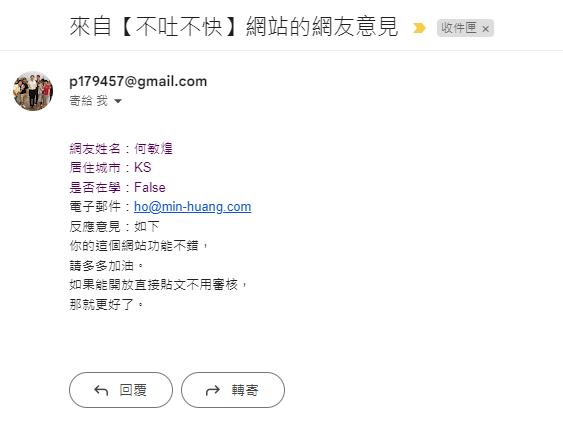 來自【不吐不快】網站的網友意見
收件匣 ×
p179457@gmail.com
寄給 我
網友姓名：何敏煌
居住城市：KS
是否在學：False
電子郵件：ho@min-huang.com
反應意見：如下
你的這個網站功能不錯，
請多多加油。
如果能開放直接貼文不用審核，
那就更好了。
回覆
轉寄